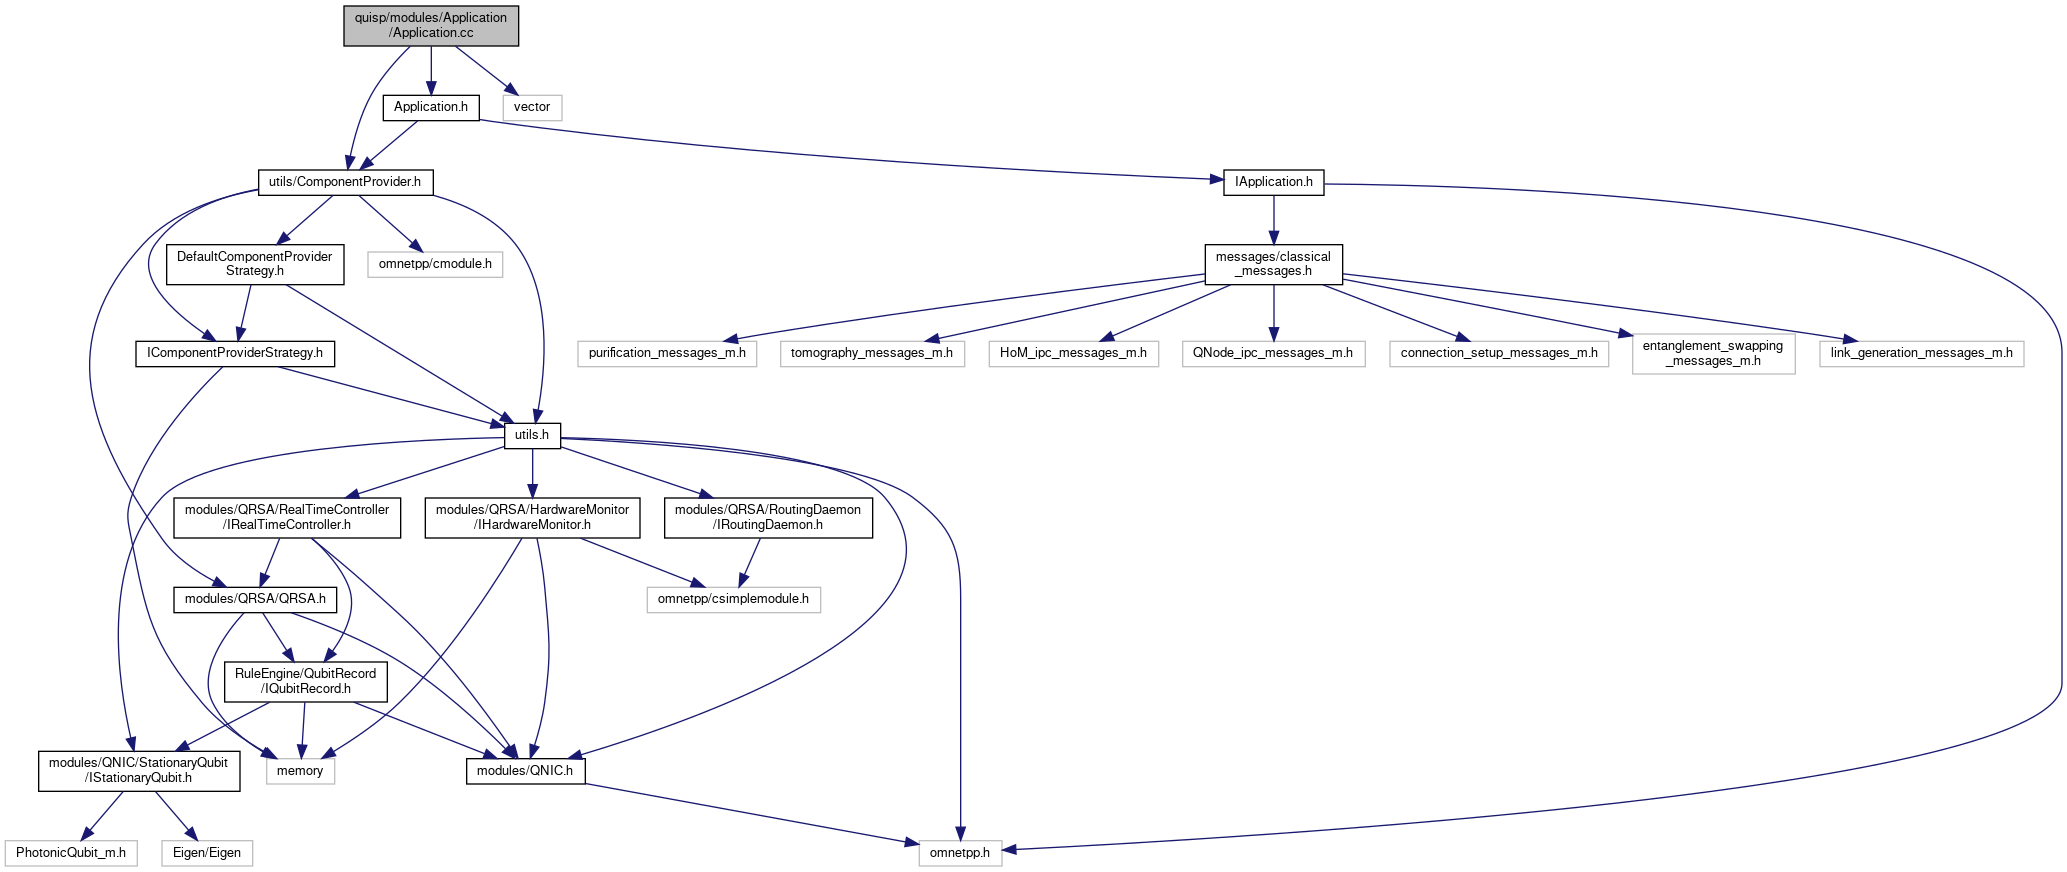 quisp/modules/Application
/Application.cc
Application.h
vector
utils/ComponentProvider.h
IApplication.h
DefaultComponentProvider
Strategy.h
omnetpp/cmodule.h
messages/classical
_messages.h
IComponentProviderStrategy.h
purification_messages_m.h
tomography_messages_m.h
HoM_ipc_messages_m.h
QNode_ipc_messages_m.h
connection_setup_messages_m.h
entanglement_swapping
_messages_m.h
link_generation_messages_m.h
utils.h
modules/QRSA/RealTimeController
/IRealTimeController.h
modules/QRSA/HardwareMonitor
/IHardwareMonitor.h
modules/QRSA/RoutingDaemon
/IRoutingDaemon.h
modules/QRSA/QRSA.h
omnetpp/csimplemodule.h
RuleEngine/QubitRecord
/IQubitRecord.h
modules/QNIC/StationaryQubit
/IStationaryQubit.h
memory
modules/QNIC.h
PhotonicQubit_m.h
Eigen/Eigen
omnetpp.h